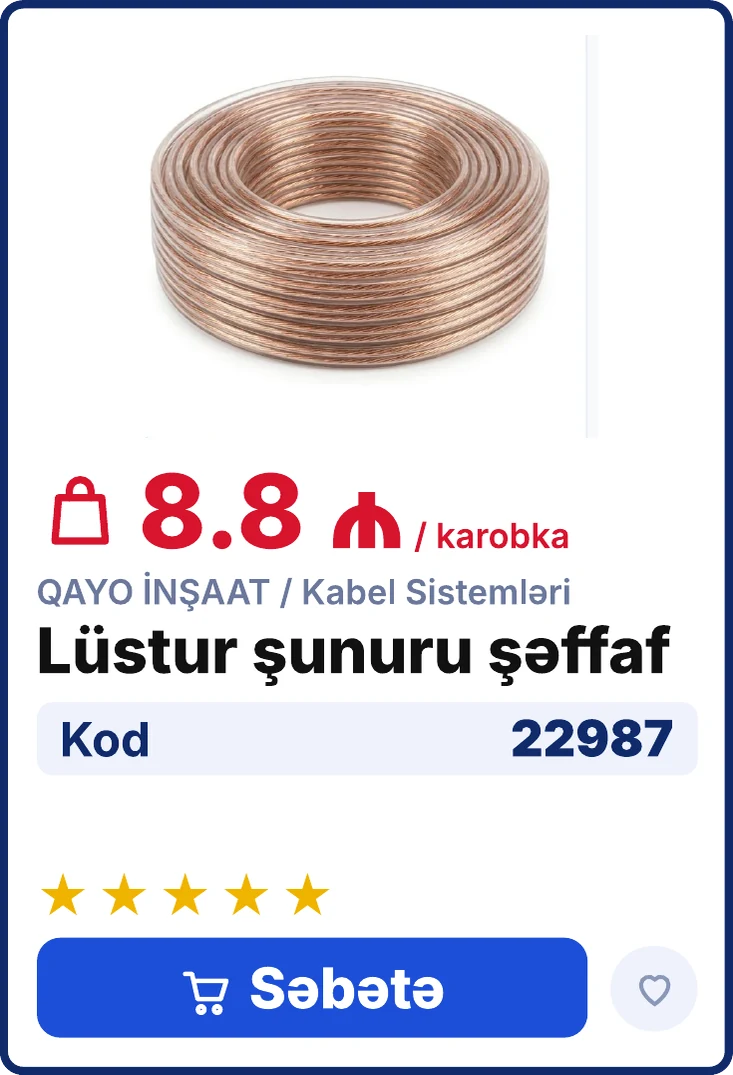 8.8 ₼ / karobka
QAYO İNŞAAT / Kabel Sistemləri
Lüstur şunuru şəffaf
Kod 22987
Səbətə